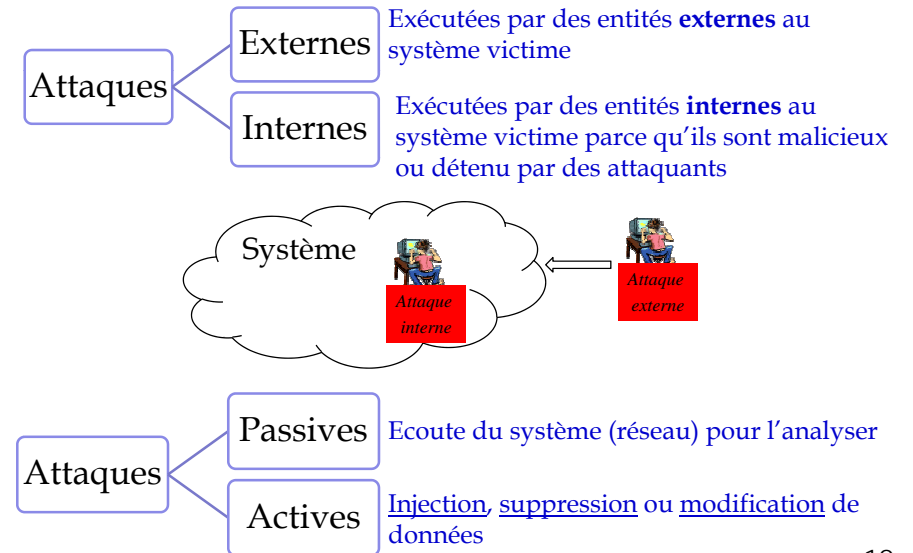 Exécutées par des entités externes au
Externes
système victime
Attaques
Internes
Exécutées par des entités internes au
système victime parce qu'ils sont malicieux
ou détenu par des attaquants
Système
Attaque
interne
Attaque
externe
Passives
Ecoute du système (réseau) pour l'analyser
Attaques
Actives
Injection, suppression ou modification de
données